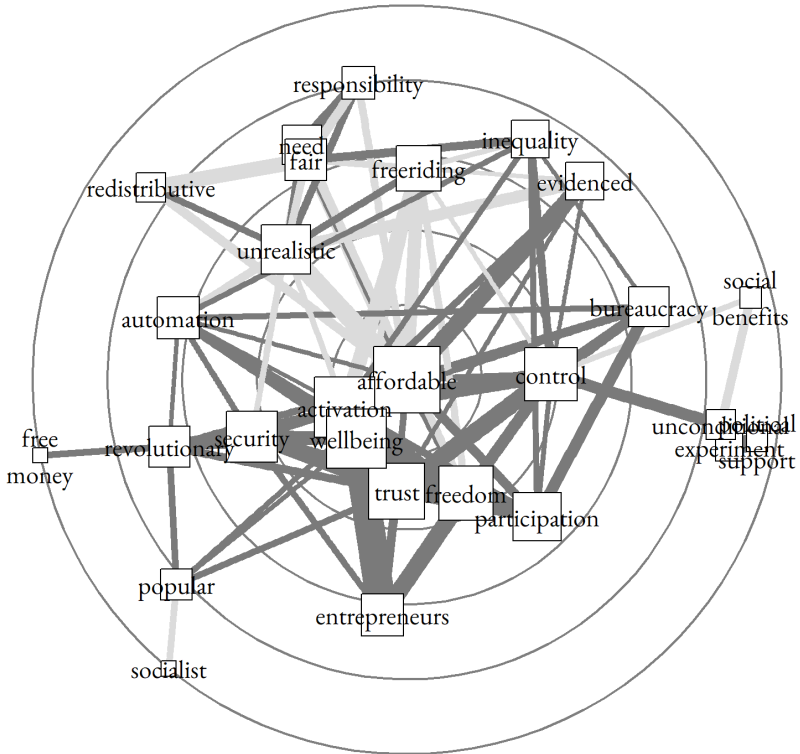 responsibility
need
fair
inequality
freeriding
evidenced
redistributive
unrealistic
social
benefits
bureaucracy
automation
affordable
control
activation
unconditional
political
experiment
support
free
money
revolutionary
security
wellbeing
trust
freedom
participation
popular
entrepreneurs
socialist